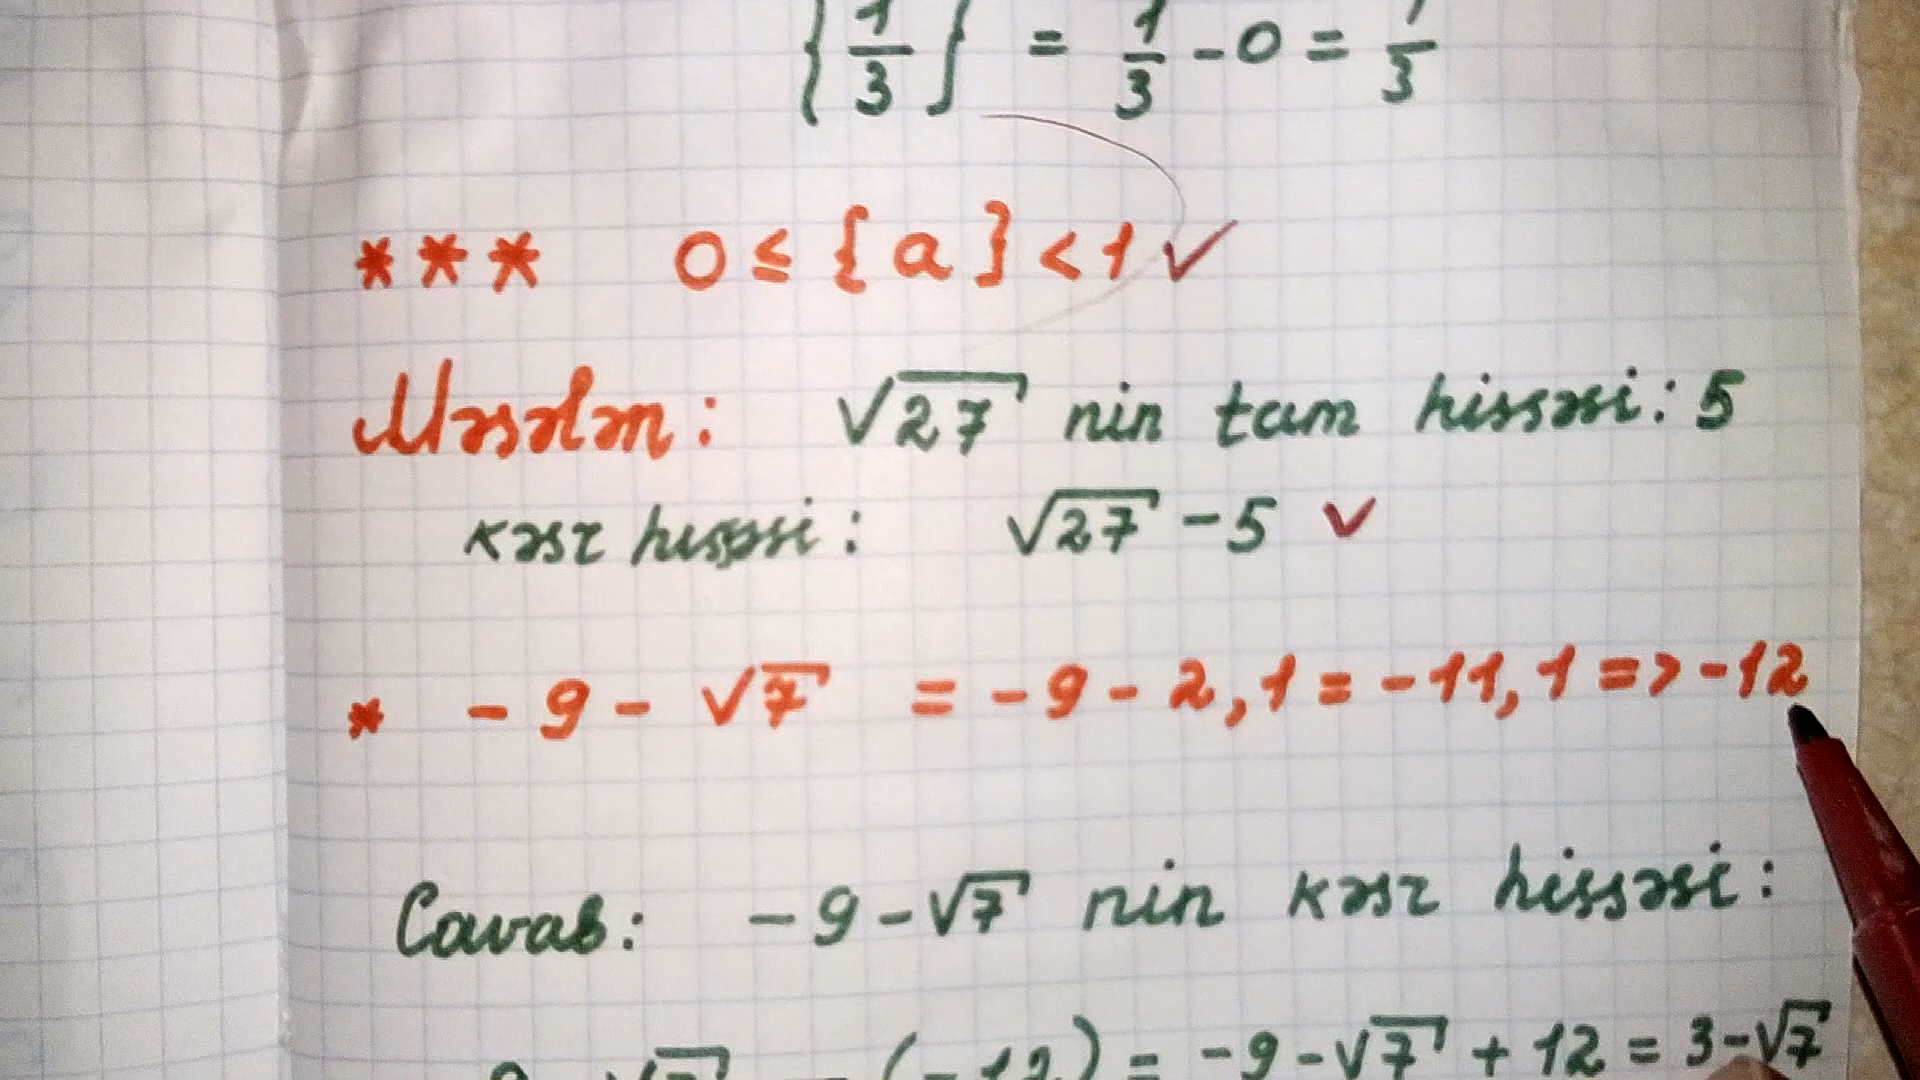 {1/3} = 1/3 - 0 = 1/3
*** 0 ≤ {a} < 1 ✓
Məsələn: √27 nin tam hissəsi: 5
kəsr hissəsi: √27 - 5 ✓
* -9 - √7 = -9 - 2,1 = -11,1 => -12
Cavab: -9 - √7 nin kəsr hissəsi:
-9 - √7 - (-12) = -9 - √7 + 12 = 3 - √7